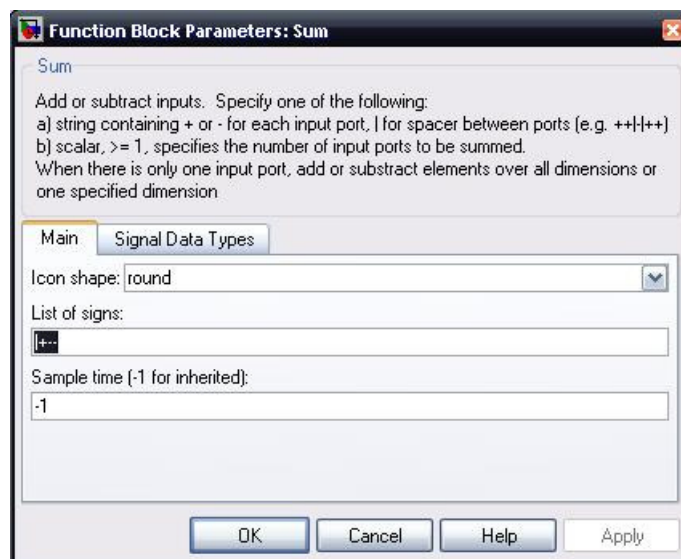 Function Block Parameters: Sum
Sum
Add or subtract inputs. Specify one of the following:
a) string containing + or - for each input port, | for spacer between ports (e.g. ++|-|++)
b) scalar, >= 1, specifies the number of input ports to be summed.
When there is only one input port, add or substract elements over all dimensions or
one specified dimension
Main
Signal Data Types
Icon shape: round
List of signs:
|+--
Sample time (-1 for inherited):
-1
OK
Cancel
Help
Apply